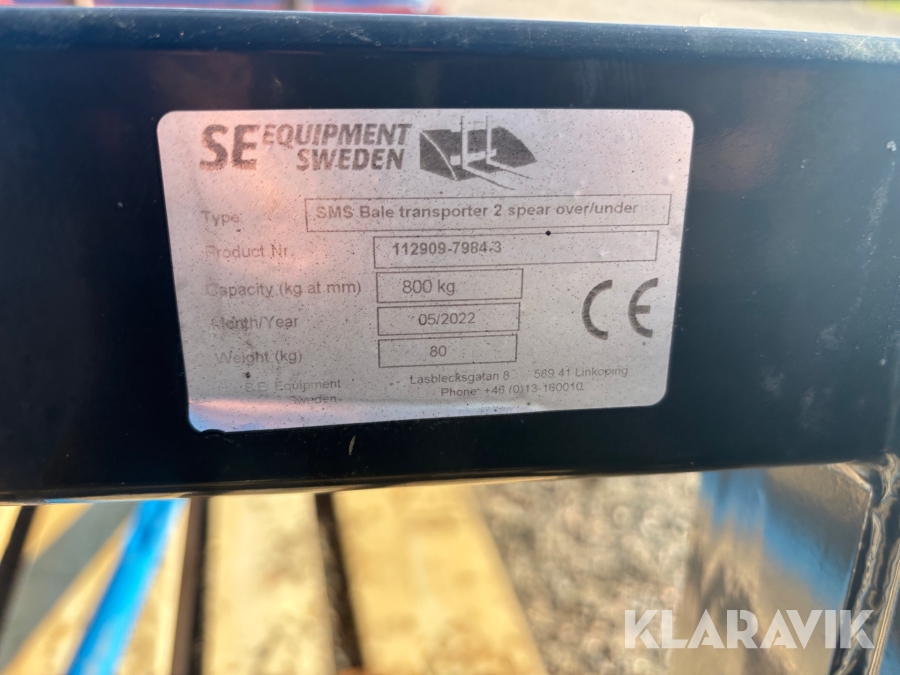 SE EQUIPMENT
SWEDEN
Type: SMS Bale transporter 2 spear over/under
Product Nr. 112909-7984-3
Capacity (kg at mm) 800 kg
Month/Year 05/2022
Weight (kg) 80
CE
S.E. Equipment Lasblecksgatan 8 589 41 Linkoping
Sweden Phone: +46 (0)13-160010
KLARAVIK